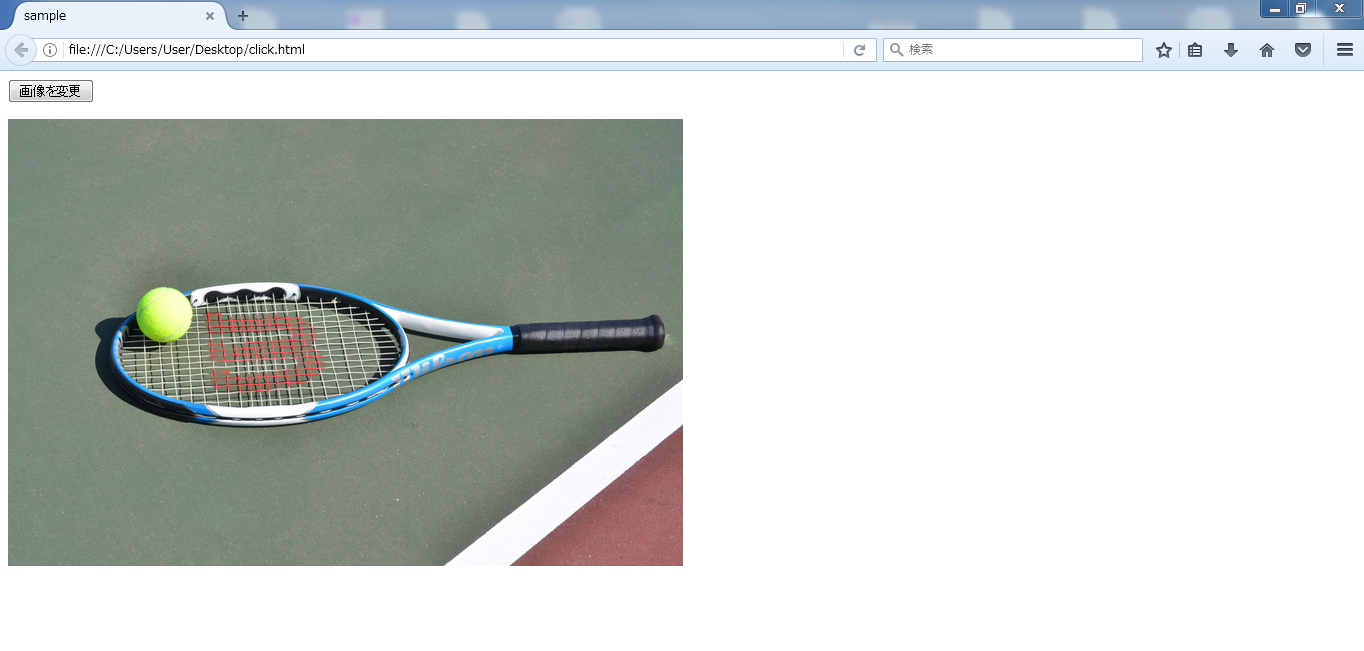 sample
file:///C:/Users/User/Desktop/click.html
検索
画像を変更